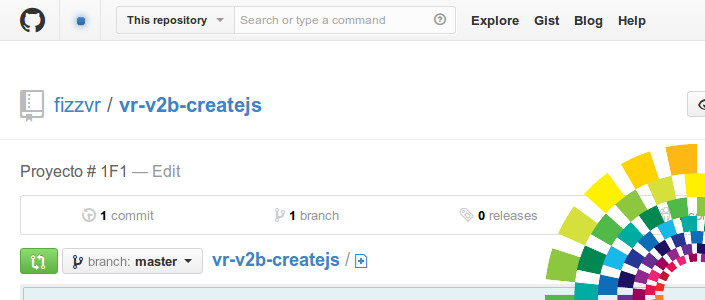 This repository Search or type a command Explore Gist Blog Help
fizzvr / vr-v2b-createjs
Proyecto # 1F1 — Edit
1 commit 1 branch 0 releases
branch: master vr-v2b-createjs /